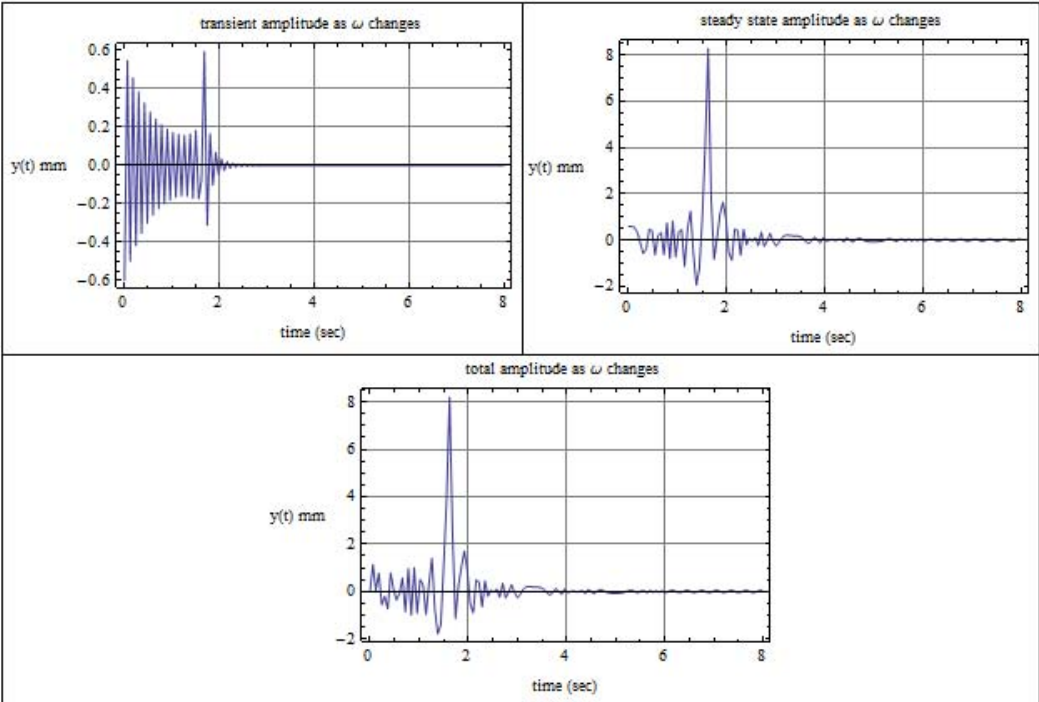 transient amplitude as ω changes
0.6
0.4
0.2
y(t) mm
0.0
−0.2
−0.4
−0.6
0 2 4 6 8
time (sec)
steady state amplitude as ω changes
8
6
4
y(t) mm
2
0
−2
0 2 4 6 8
time (sec)
total amplitude as ω changes
8
6
4
y(t) mm
2
0
−2
0 2 4 6 8
time (sec)